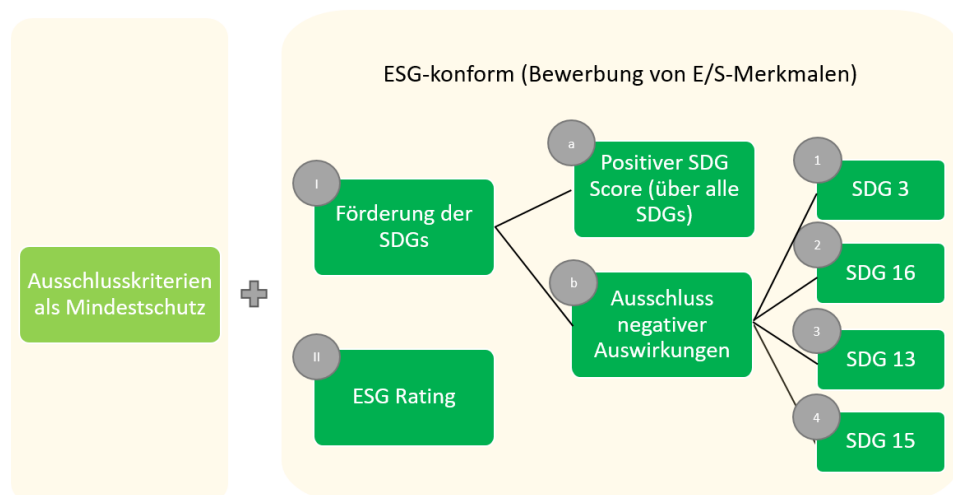 ESG-konform (Bewerbung von E/S-Merkmalen)
Ausschlusskriterien
als Mindestschutz
I
Förderung der
SDGs
II
ESG Rating
a
Positiver SDG
Score (über alle
SDGs)
b
Ausschluss
negativer
Auswirkungen
1
SDG 3
2
SDG 16
3
SDG 13
4
SDG 15